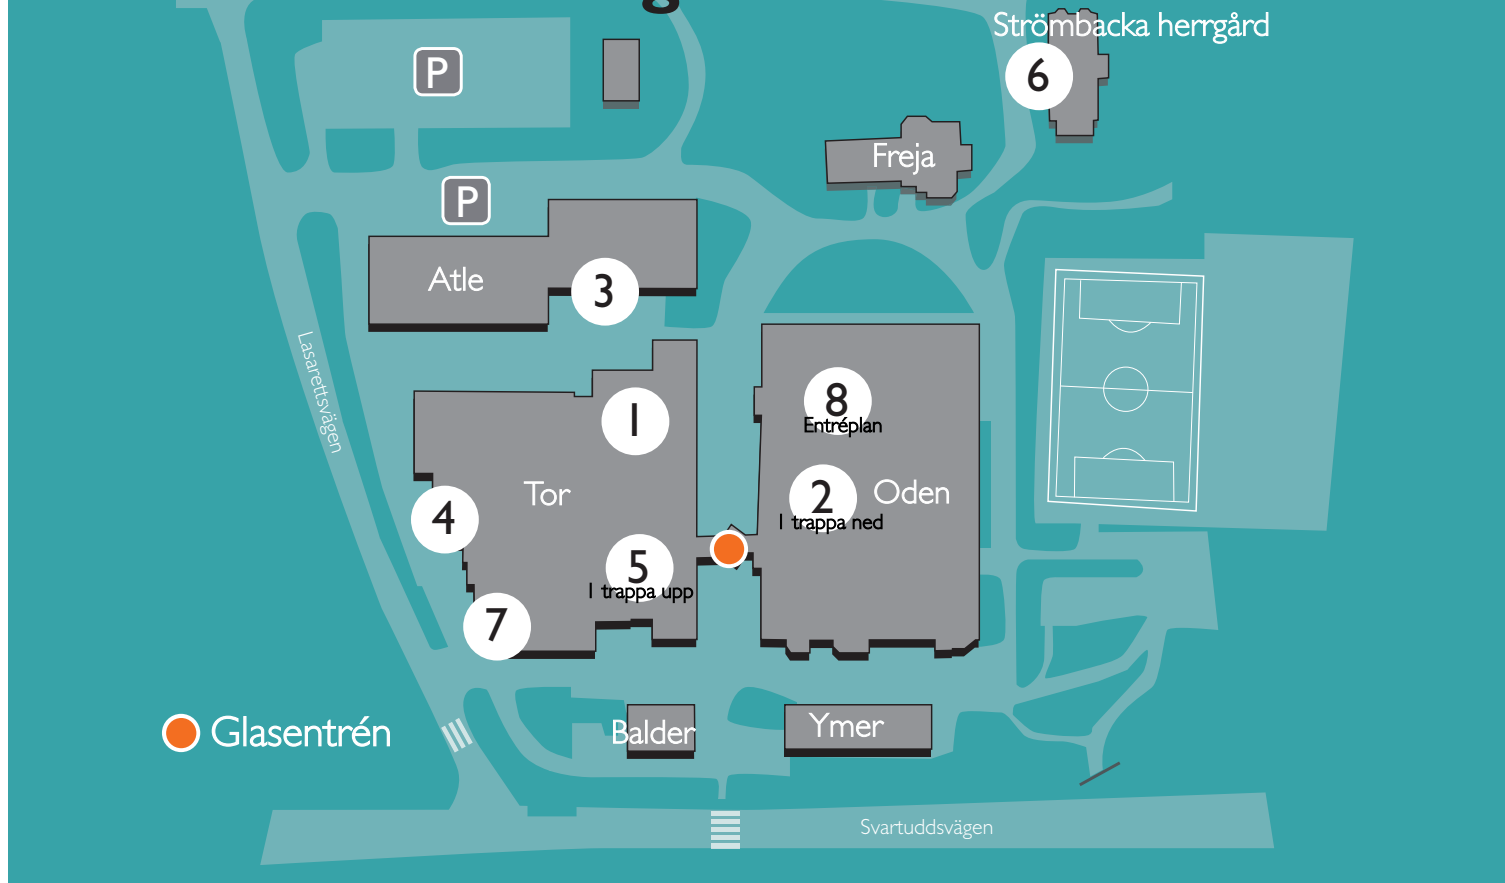 Strömbacka herrgård
P
6
Freja
P
Atle
3
Lasarettsvägen
8
Entréplan
1
Tor
2
Oden
1 trappa ned
4
5
1 trappa upp
7
Glasentrén
Balder
Ymer
Svartuddsvägen